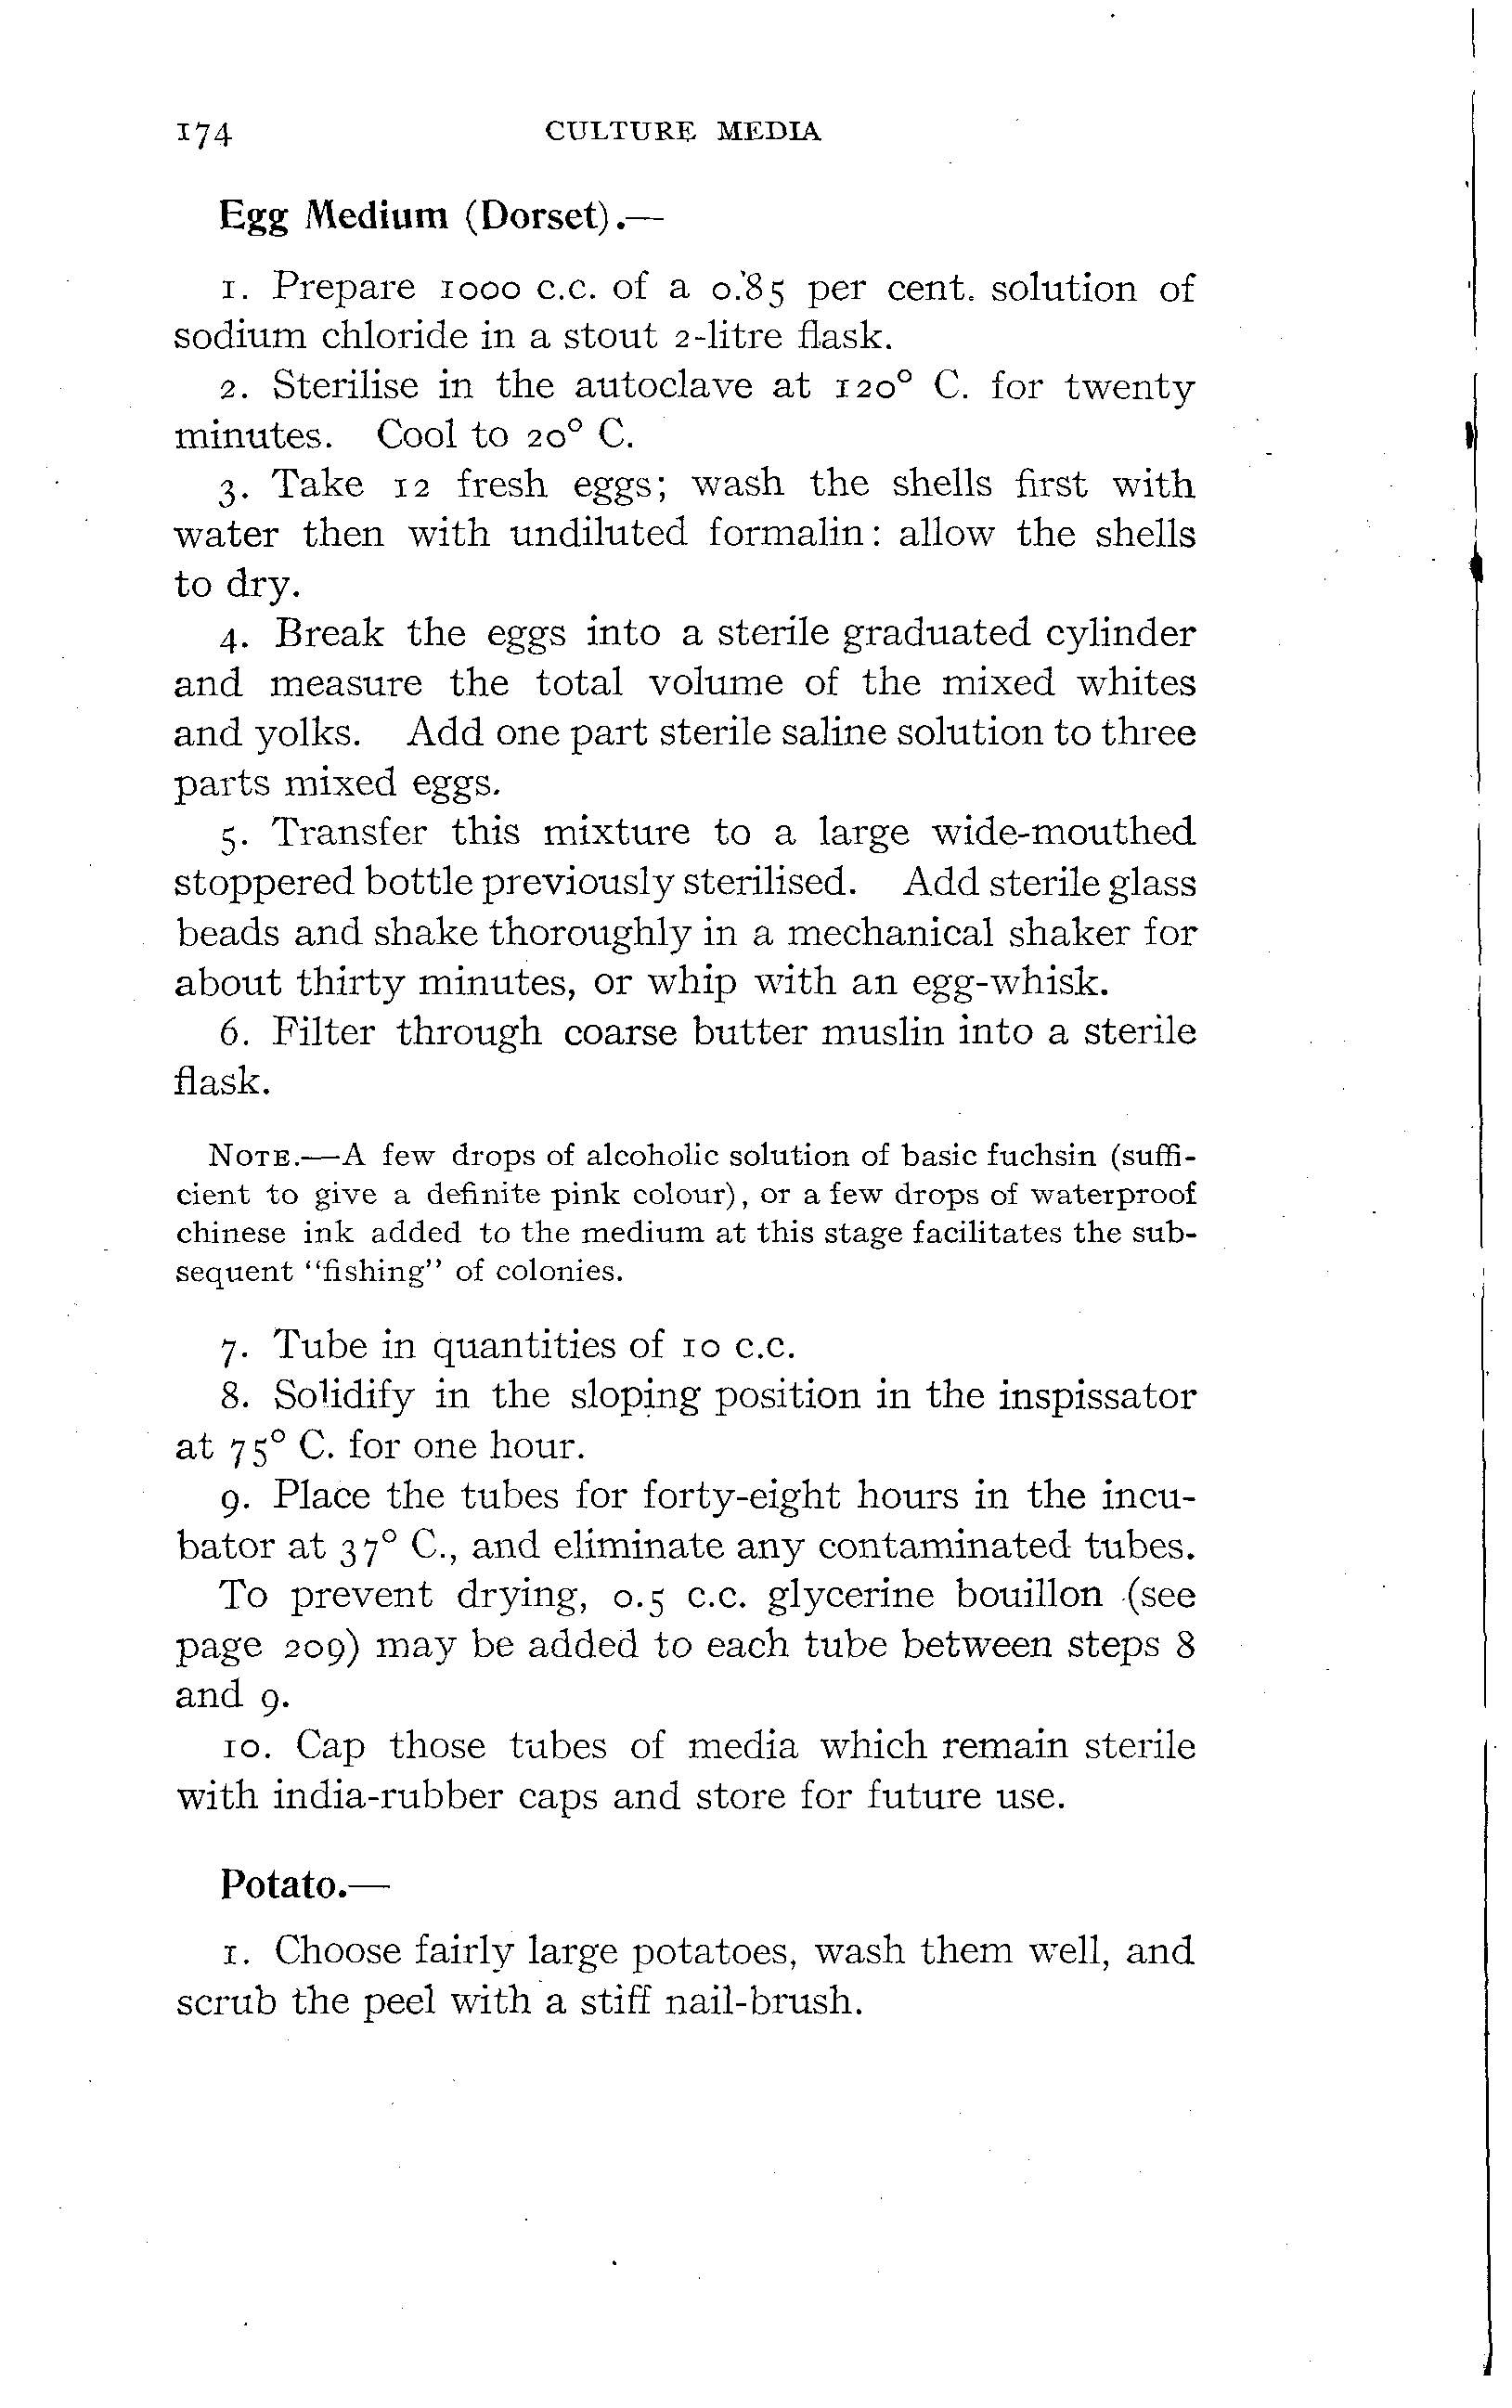 174 CULTURE MEDIA
Egg Medium (Dorset).—
1. Prepare 1000 c.c. of a 0.85 per cent. solution of
sodium chloride in a stout 2-litre flask.
2. Sterilise in the autoclave at 120° C. for twenty
minutes. Cool to 20° C.
3. Take 12 fresh eggs; wash the shells first with
water then with undiluted formalin: allow the shells
to dry.
4. Break the eggs into a sterile graduated cylinder
and measure the total volume of the mixed whites
and yolks. Add one part sterile saline solution to three
parts mixed eggs.
5. Transfer this mixture to a large wide-mouthed
stoppered bottle previously sterilised. Add sterile glass
beads and shake thoroughly in a mechanical shaker for
about thirty minutes, or whip with an egg-whisk.
6. Filter through coarse butter muslin into a sterile
flask.
NOTE.—A few drops of alcoholic solution of basic fuchsin (suffi-
cient to give a definite pink colour), or a few drops of waterproof
chinese ink added to the medium at this stage facilitates the sub-
sequent "fishing" of colonies.
7. Tube in quantities of 10 c.c.
8. Solidify in the sloping position in the inspissator
at 75° C. for one hour.
9. Place the tubes for forty-eight hours in the incu-
bator at 37° C., and eliminate any contaminated tubes.
To prevent drying, 0.5 c.c. glycerine bouillon (see
page 209) may be added to each tube between steps 8
and 9.
10. Cap those tubes of media which remain sterile
with india-rubber caps and store for future use.
Potato.—
1. Choose fairly large potatoes, wash them well, and
scrub the peel with a stiff nail-brush.